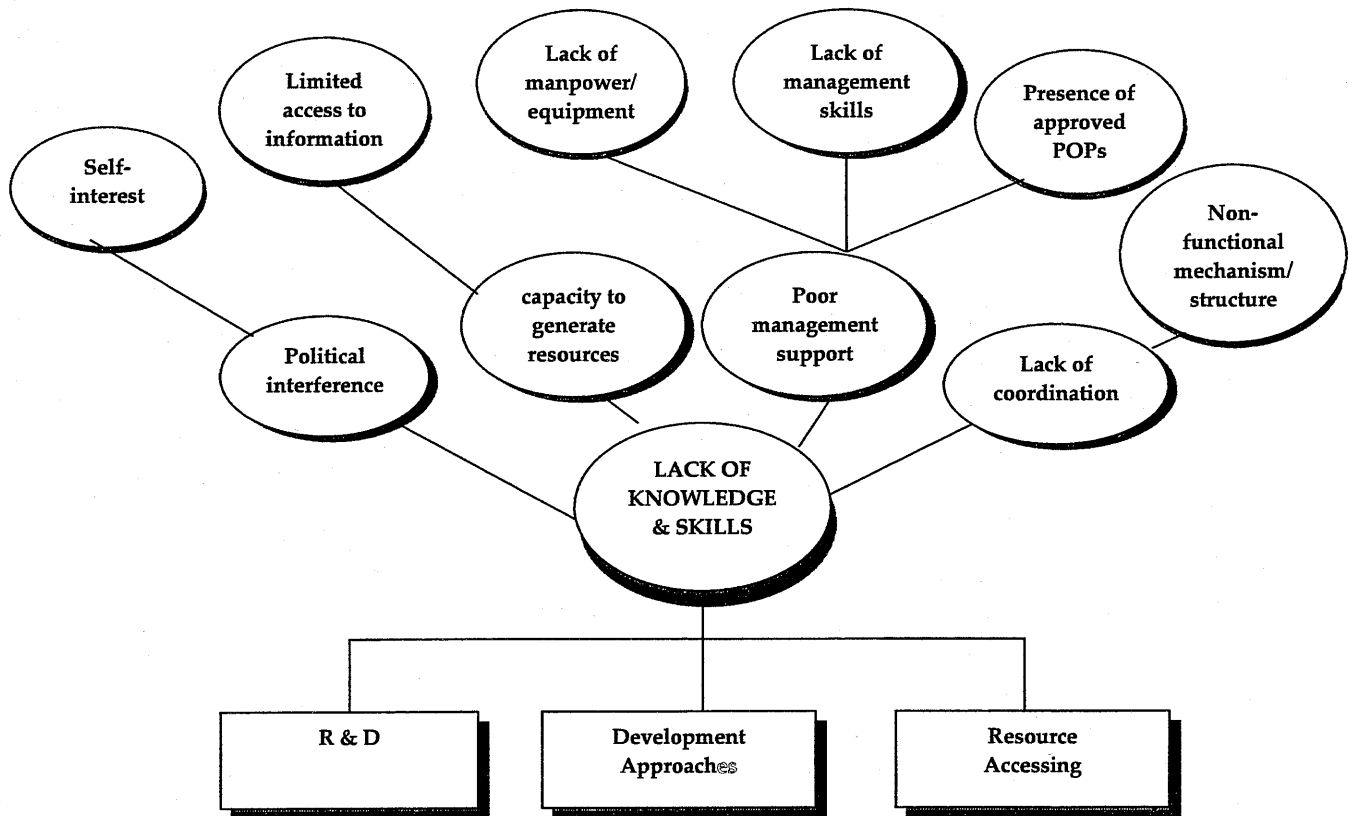 Lack of
manpower/
equipment
Lack of
management
skills
Limited
access to
information
Presence of
approved
POPs
Self-
interest
Non-
functional
mechanism/
structure
capacity to
generate
resources
Poor
management
support
Political
interference
Lack of
coordination
LACK OF
KNOWLEDGE
& SKILLS
R & D
Development
Approaches
Resource
Accessing